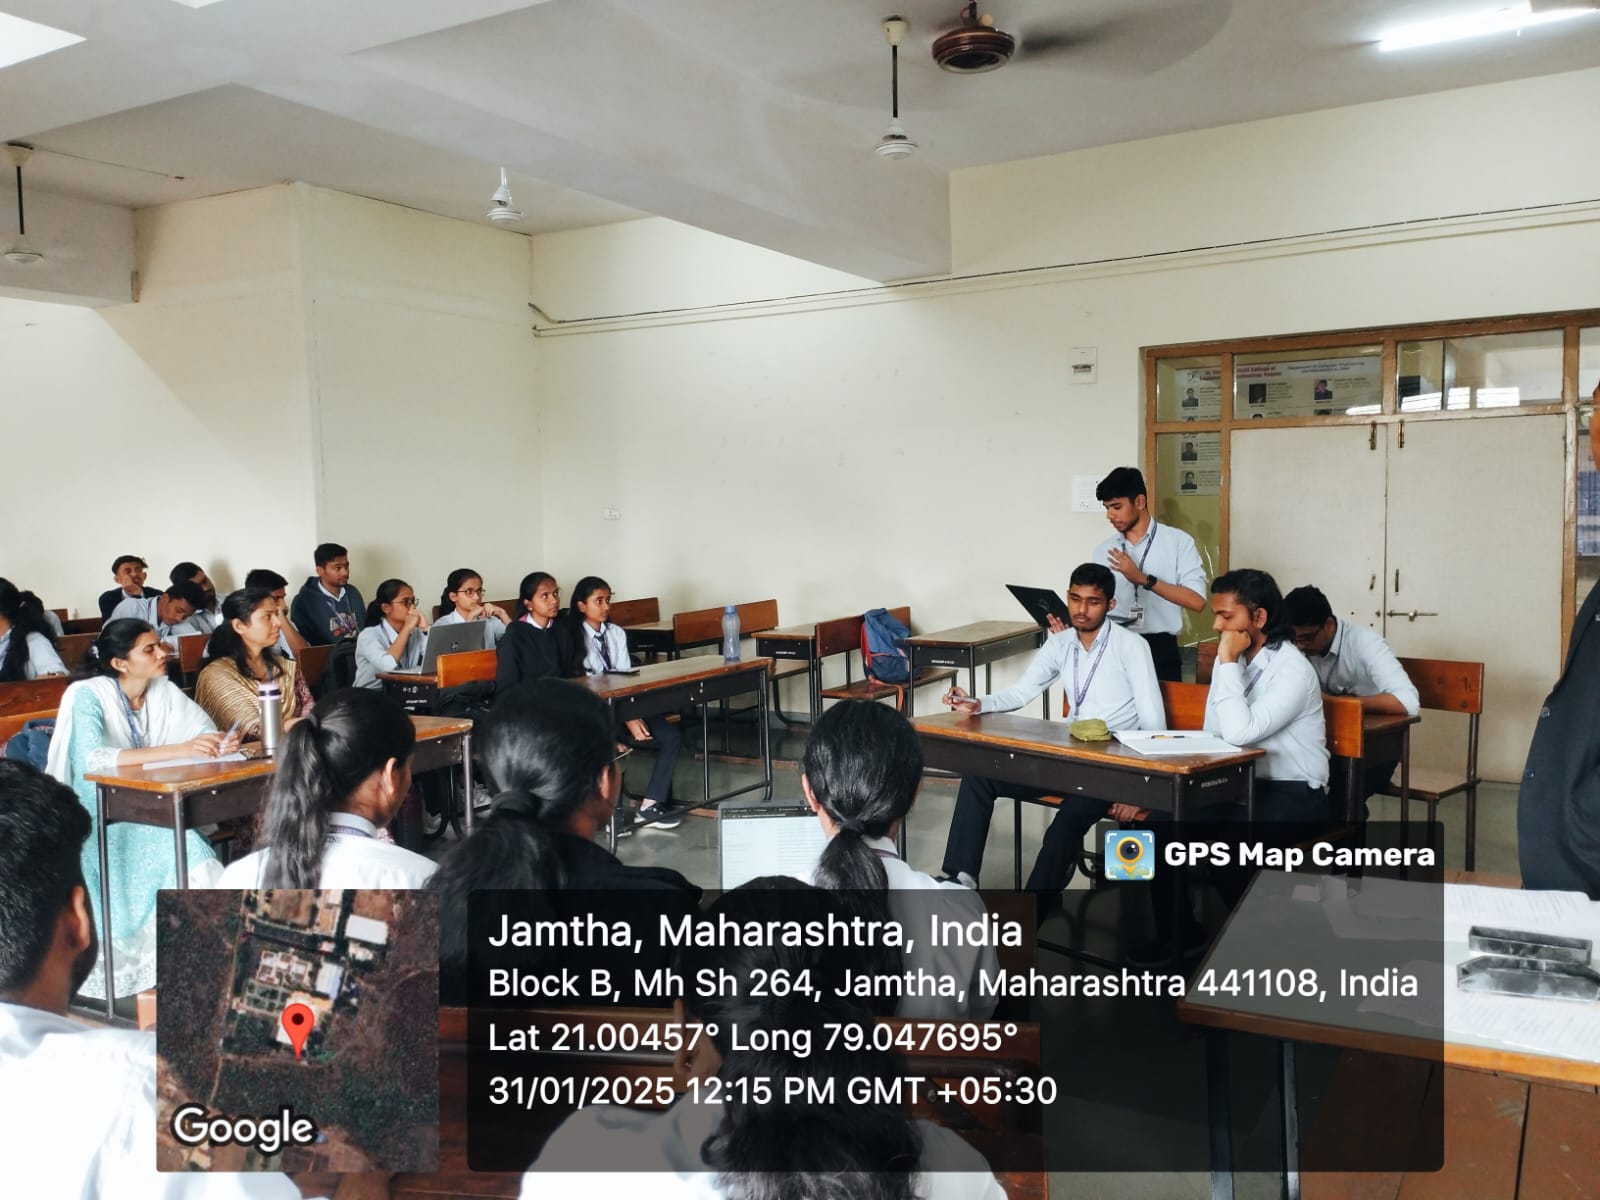 GPS Map Camera
Jamtha, Maharashtra, India
Block B, Mh Sh 264, Jamtha, Maharashtra 441108, India
Lat 21.00457° Long 79.047695°
31/01/2025 12:15 PM GMT +05:30
Google